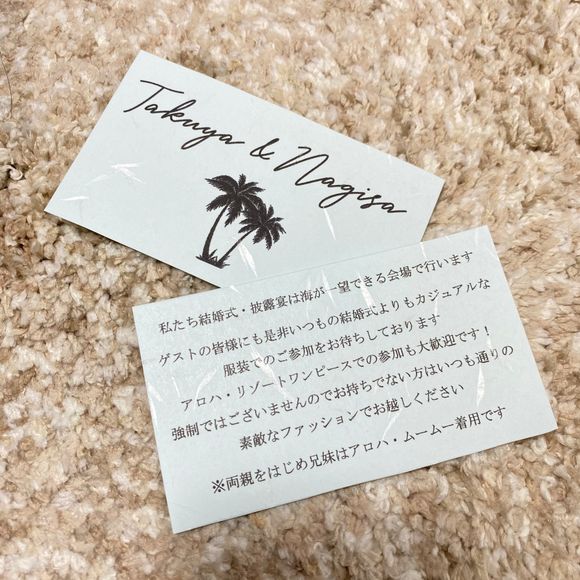 Takuya & Nagisa
私たち結婚式・披露宴は海が一望できる会場で行います
ゲストの皆様にも是非いつもの結婚式よりもカジュアルな
服装でのご参加をお待ちしております
アロハ・リゾートワンピースでの参加も大歓迎です！
強制ではございませんのでお持ちでない方はいつも通りの
素敵なファッションでお越しください
※両親をはじめ兄妹はアロハ・ムームー着用です